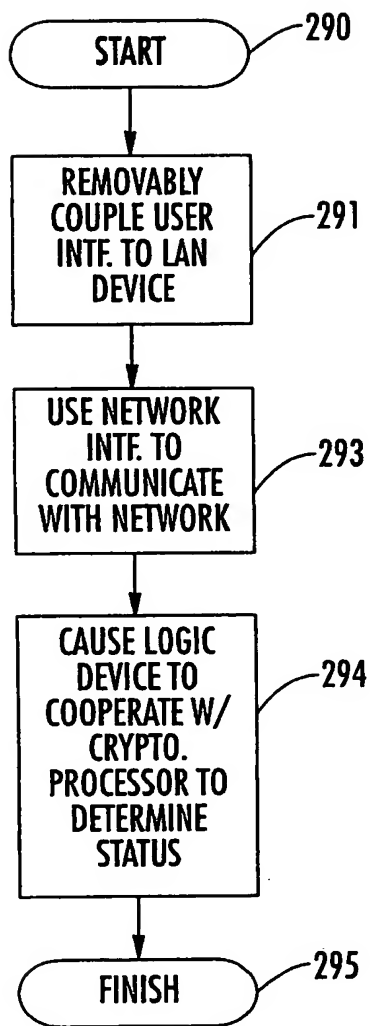 START
290
REMOVABLY
COUPLE USER
INTF. TO LAN
DEVICE
291
USE NETWORK
INTF. TO
COMMUNICATE
WITH NETWORK
293
CAUSE LOGIC
DEVICE TO
COOPERATE W/
CRYPTO.
PROCESSOR TO
DETERMINE
STATUS
294
FINISH
295